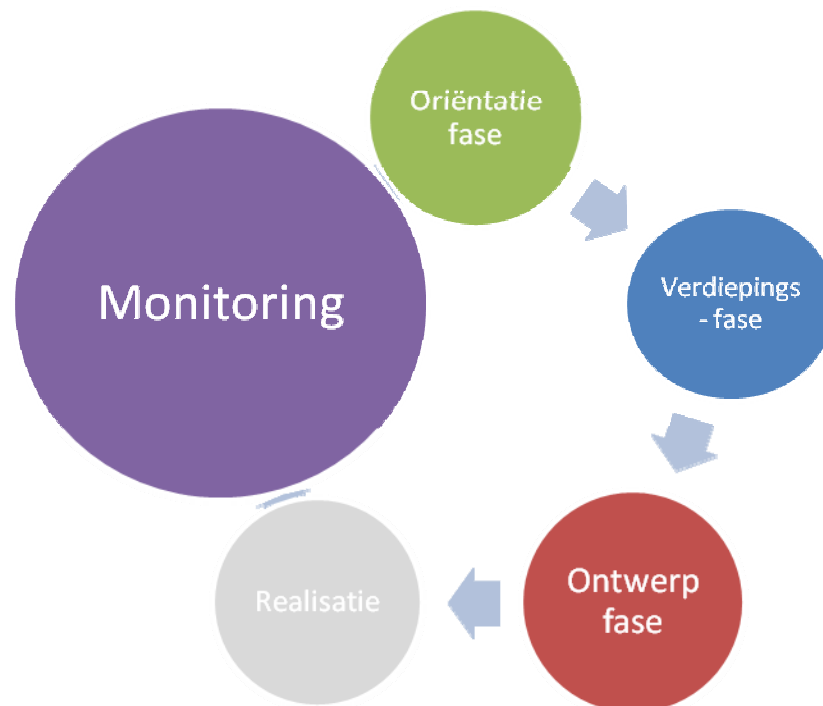 Oriëntatie
fase
Verdiepings
- fase
Monitoring
Ontwerp
fase
Realisatie